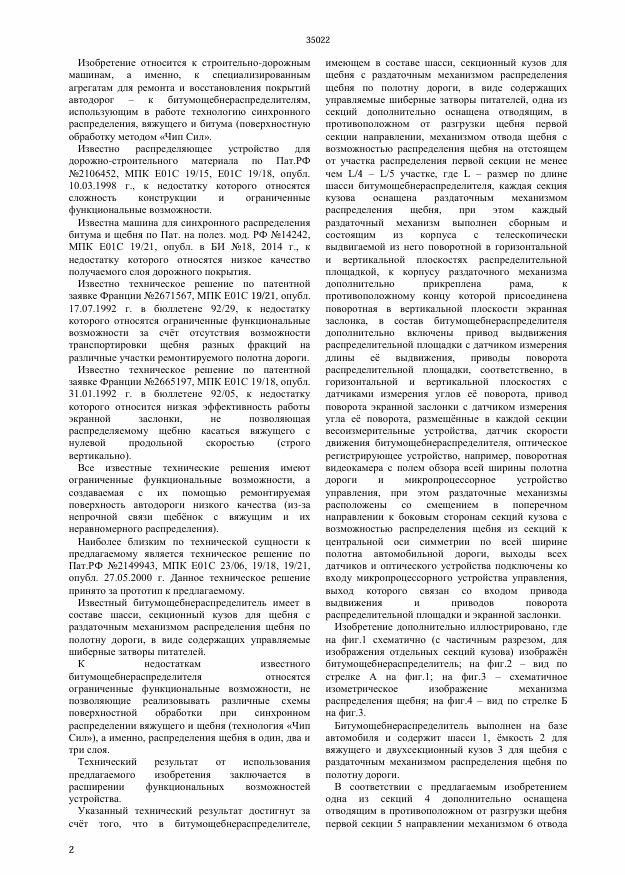 35022
Изобретение относится к строительно-дорожным
машинам, а именно, к специализированным
агрегатам для ремонта и восстановления покрытий
автодорог – к битумощебнераспределителям,
использующим в работе технологию синхронного
распределения, вяжущего и битума (поверхностную
обработку методом «Чип Сил».
Известно распределяющее устройство для
дорожно-строительного материала по Пат.РФ
№2106452, МПК Е01С 19/15, Е01С 19/18, опубл.
10.03.1998 г., к недостатку которого относятся
сложность конструкции и ограниченные
функциональные возможности.
Известна машина для синхронного распределения
битума и щебня по Пат. на полез. мод. РФ №14242,
МПК Е01С 19/21, опубл. в БИ №18, 2014 г., к
недостатку которого относятся низкое качество
получаемого слоя дорожного покрытия.
Известно техническое решение по патентной
заявке Франции №2671567, МПК Е01С 19/21, опубл.
17.07.1992 г. в бюллетене 92/29, к недостатку
которого относятся ограниченные функциональные
возможности за счёт отсутствия возможности
транспортировки щебня разных фракций на
различные участки ремонтируемого полотна дороги.
Известно техническое решение по патентной
заявке Франции №2665197, МПК Е01С 19/18, опубл.
31.01.1992 г. в бюллетене 92/05, к недостатку
которого относится низкая эффективность работы
экранной заслонки, не позволяющая
распределяемому щебню касаться вяжущего с
нулевой продольной скоростью (строго
вертикально).
Все известные технические решения имеют
ограниченные функциональные возможности, а
создаваемая с их помощью ремонтируемая
поверхность автодороги низкого качества (из-за
непрочной связи щебёнок с вяжущим и их
неравномерного распределения).
Наиболее близким по технической сущности к
предлагаемому является техническое решение по
Пат.РФ №2149943, МПК Е01С 23/06, 19/18, 19/21,
опубл. 27.05.2000 г. Данное техническое решение
принято за прототип к предлагаемому.
Известный битумощебнераспределитель имеет в
составе шасси, секционный кузов для щебня с
раздаточным механизмом распределения щебня по
полотну дороги, в виде содержащих управляемые
шиберные затворы питателей.
К недостаткам известного
битумощебнераспределителя относятся
ограниченные функциональные возможности, не
позволяющие реализовывать различные схемы
поверхностной обработки при синхронном
распределении вяжущего и щебня (технология «Чип
Сил»), а именно, распределения щебня в один, два и
три слоя.
Технический результат от использования
предлагаемого изобретения заключается в
расширении функциональных возможностей
устройства.
Указанный технический результат достигнут за
счёт того, что в битумощебнераспределителе,
имеющем в составе шасси, секционный кузов для
щебня с раздаточным механизмом распределения
щебня по полотну дороги, в виде содержащих
управляемые шиберные затворы питателей, одна из
секций дополнительно оснащена отводящим, в
противоположном от разгрузки щебня первой
секции направлении, механизмом отвода щебня с
возможностью распределения щебня на отстоящем
от участка распределения первой секции не менее
чем L/4 – L/5 участке, где L – размер по длине
шасси битумощебнераспределителя, каждая секция
кузова оснащена раздаточным механизмом
распределения щебня, при этом каждый
раздаточный механизм выполнен сборным и
состоящим из корпуса с телескопически
выдвигаемой из него поворотной в горизонтальной
и вертикальной плоскостях распределительной
площадкой, к корпусу раздаточного механизма
дополнительно прикреплена рама, к
противоположному концу которой присоединена
поворотная в вертикальной плоскости экранная
заслонка, в состав битумощебнераспределителя
дополнительно включены привод выдвижения
распределительной площадки с датчиком измерения
длины её выдвижения, приводы поворота
распределительной площадки, соответственно, в
горизонтальной и вертикальной плоскостях с
датчиками измерения углов её поворота, привод
поворота экранной заслонки с датчиком измерения
угла её поворота, размещённые в каждой секции
весоизмерительные устройства, датчик скорости
движения битумощебнераспределителя, оптическое
регистрирующее устройство, например, поворотная
видеокамера с полем обзора всей ширины полотна
дороги и микропроцессорное устройство
управления, при этом раздаточные механизмы
расположены со смещением в поперечном
направлении к боковым сторонам секций кузова с
возможностью распределения щебня из секций к
центральной оси симметрии по всей ширине
полотна автомобильной дороги, выходы всех
датчиков и оптического устройства подключены ко
входу микропроцессорного устройства управления,
выход которого связан со входом привода
выдвижения и приводов поворота
распределительной площадки и экранной заслонки.
Изобретение дополнительно иллюстрировано, где
на фиг.1 схематично (с частичным разрезом, для
изображения отдельных секций кузова) изображён
битумощебнераспределитель; на фиг.2 – вид по
стрелке А на фиг.1; на фиг.3 – схематичное
изометрическое изображение механизма
распределения щебня; на фиг.4 – вид по стрелке Б
на фиг.3.
Битумощебнераспределитель выполнен на базе
автомобиля и содержит шасси 1, ёмкость 2 для
вяжущего и двухсекционный кузов 3 для щебня с
раздаточным механизмом распределения щебня по
полотну дороги.
В соответствии с предлагаемым изобретением
одна из секций 4 дополнительно оснащена
отводящим в противоположном от разгрузки щебня
первой секции 5 направлении механизмом 6 отвода
2